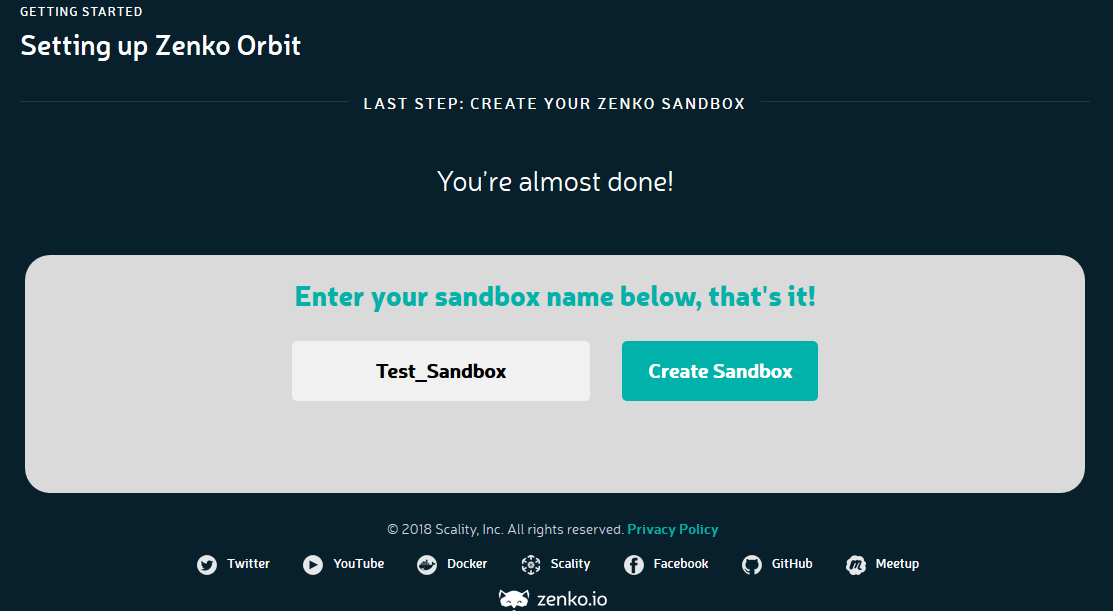 GETTING STARTED
Setting up Zenko Orbit
LAST STEP: CREATE YOUR ZENKO SANDBOX
You're almost done!
Enter your sandbox name below, that's it!
Test_Sandbox
Create Sandbox
© 2018 Scality, Inc. All rights reserved. Privacy Policy
Twitter YouTube Docker Scality Facebook GitHub Meetup
zenko.io